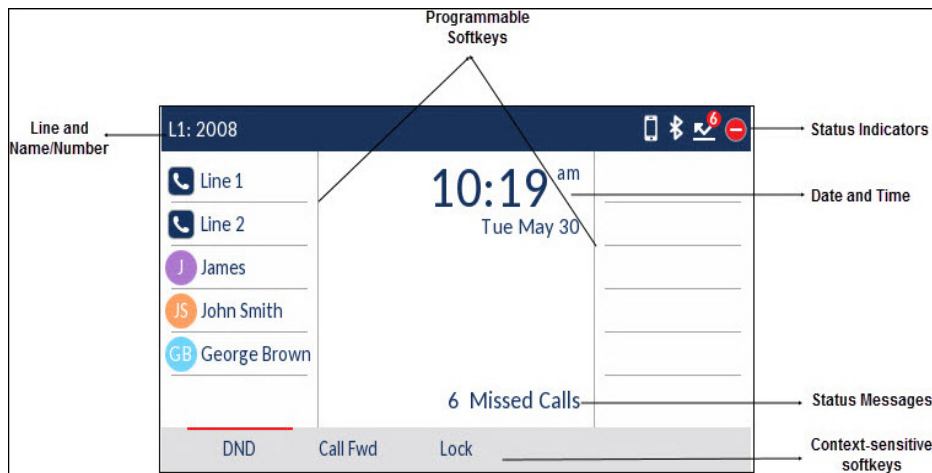 Programmable
Softkeys
Line and
Name/Number
L1: 2008
6
Status Indicators
Line 1
Line 2
J James
JS John Smith
GB George Brown
10:19 am
Tue May 30
Date and Time
6 Missed Calls
Status Messages
DND Call Fwd Lock
Context-sensitive
softkeys